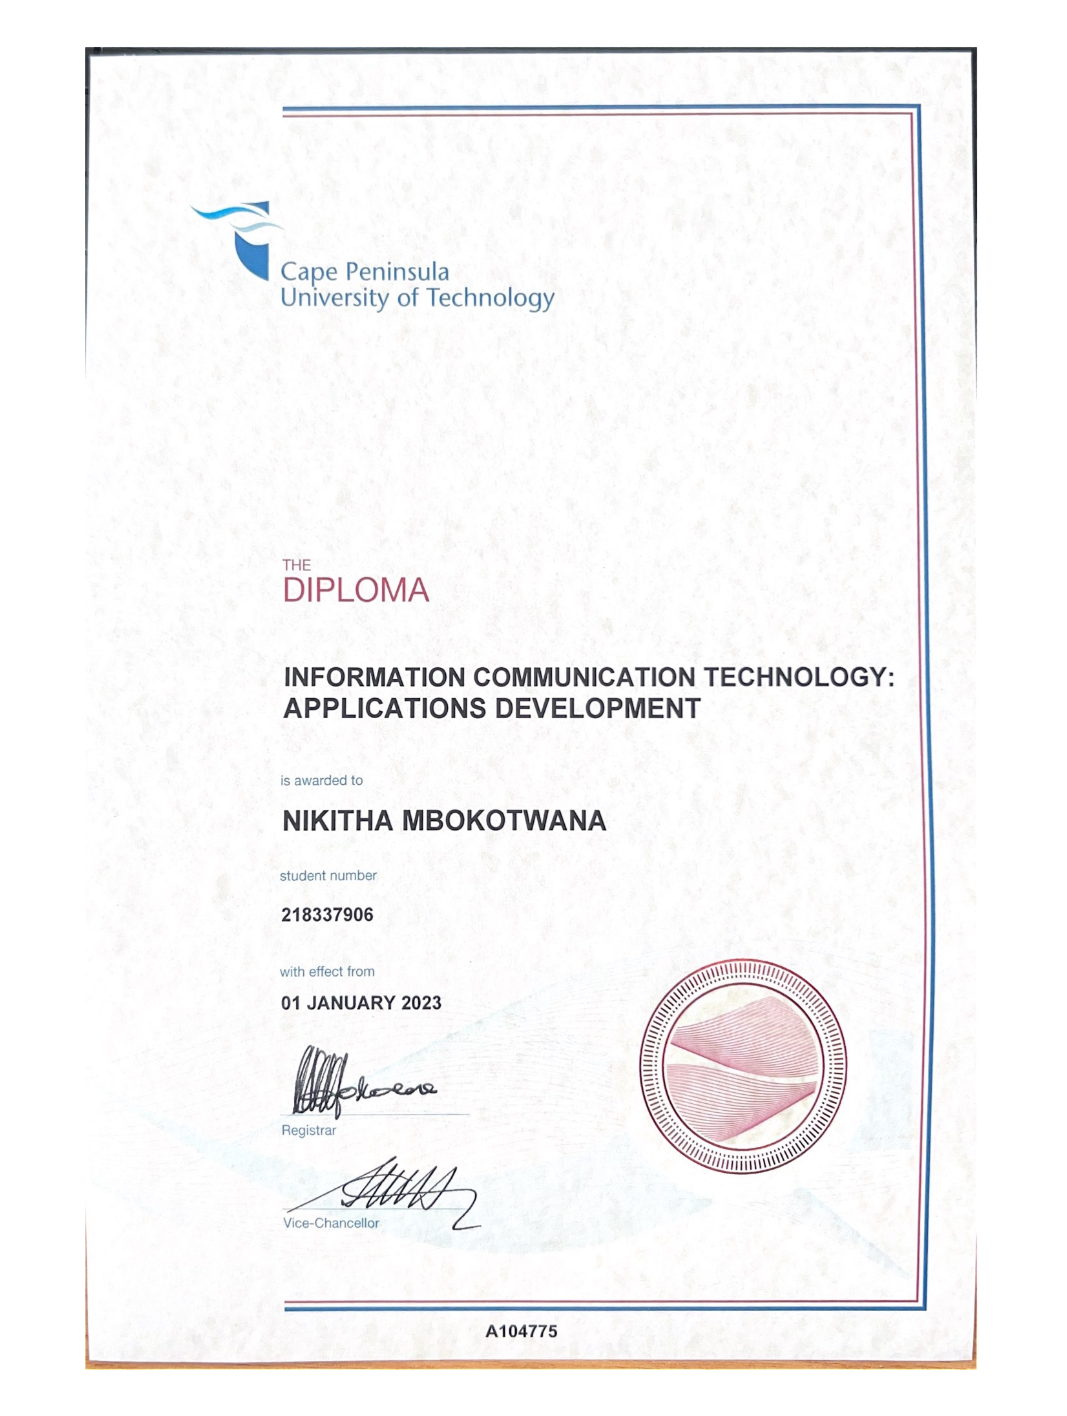 Cape Peninsula
University of Technology
THE
DIPLOMA
INFORMATION COMMUNICATION TECHNOLOGY:
APPLICATIONS DEVELOPMENT
is awarded to
NIKITHA MBOKOTWANA
student number
218337906
with effect from
01 JANUARY 2023
Registrar
Vice-Chancellor
A104775